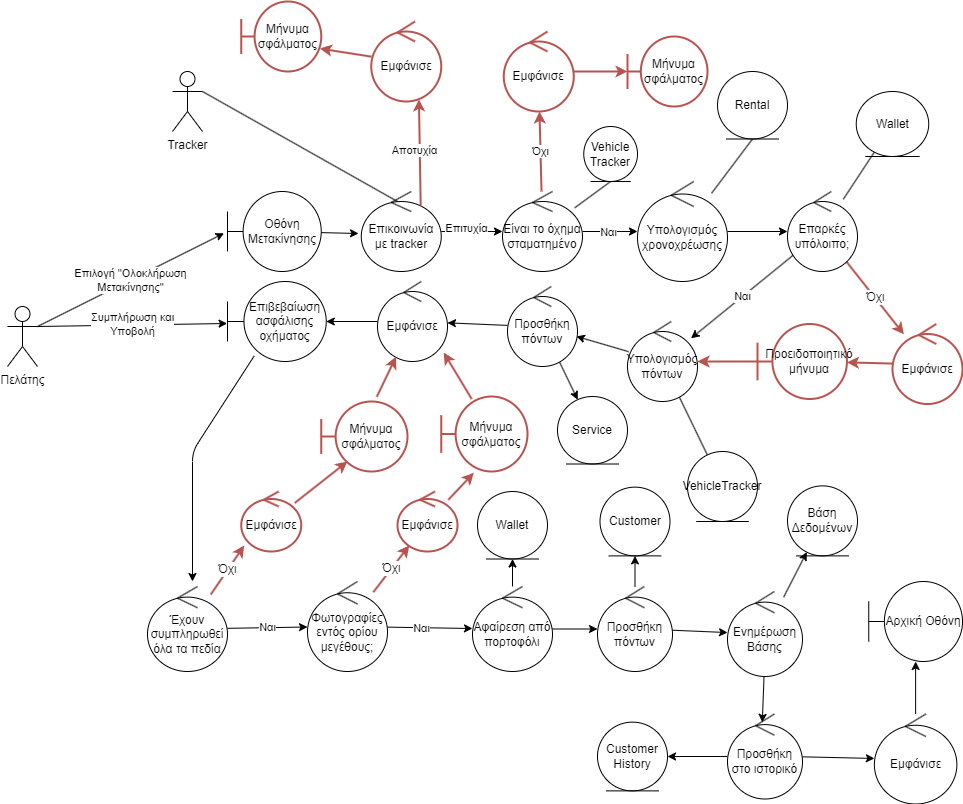 Μήνυμα
σφάλματος
Εμφάνισε
Εμφάνισε
Μήνυμα
σφάλματος
Rental
Wallet
Tracker
Αποτυχία
Όχι
Vehicle
Tracker
Οθόνη
Μετακίνησης
Επικοινωνία
με tracker
Επιτυχία
Είναι το όχημα
σταματημένο
Ναι
Υπολογισμός
χρονοχρέωσης
Επαρκές
υπόλοιπο;
Επιλογή "Ολοκλήρωση
Μετακίνησης"
Ναι
Όχι
Συμπλήρωση και
Υποβολή
Πελάτης
Επιβεβαίωση
ασφάλισης
οχήματος
Εμφάνισε
Προσθήκη
πόντων
Υπολογισμός
πόντων
Προειδοποιητικό
μήνυμα
Εμφάνισε
Μήνυμα
σφάλματος
Μήνυμα
σφάλματος
Service
VehicleTracker
Εμφάνισε
Εμφάνισε
Wallet
Customer
Βάση
Δεδομένων
Όχι
Όχι
Έχουν
συμπληρωθεί
όλα τα πεδία
Ναι
Φωτογραφίες
εντός ορίου
μεγέθους;
Ναι
Αφαίρεση από
πορτοφόλι
Προσθήκη
πόντων
Ενημέρωση
Βάσης
Αρχική Οθόνη
Customer
History
Προσθήκη
στο ιστορικό
Εμφάνισε